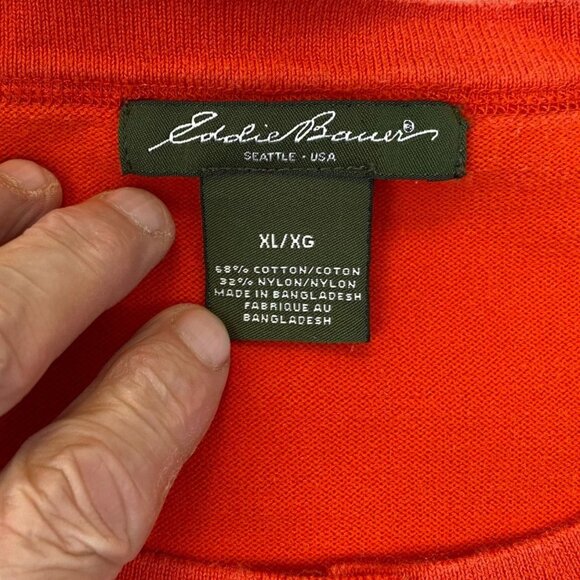 Eddie Bauer®
SEATTLE · USA
XL/XG
68% COTTON/COTON
32% NYLON/NYLON
MADE IN BANGLADESH
FABRIQUE AU
BANGLADESH